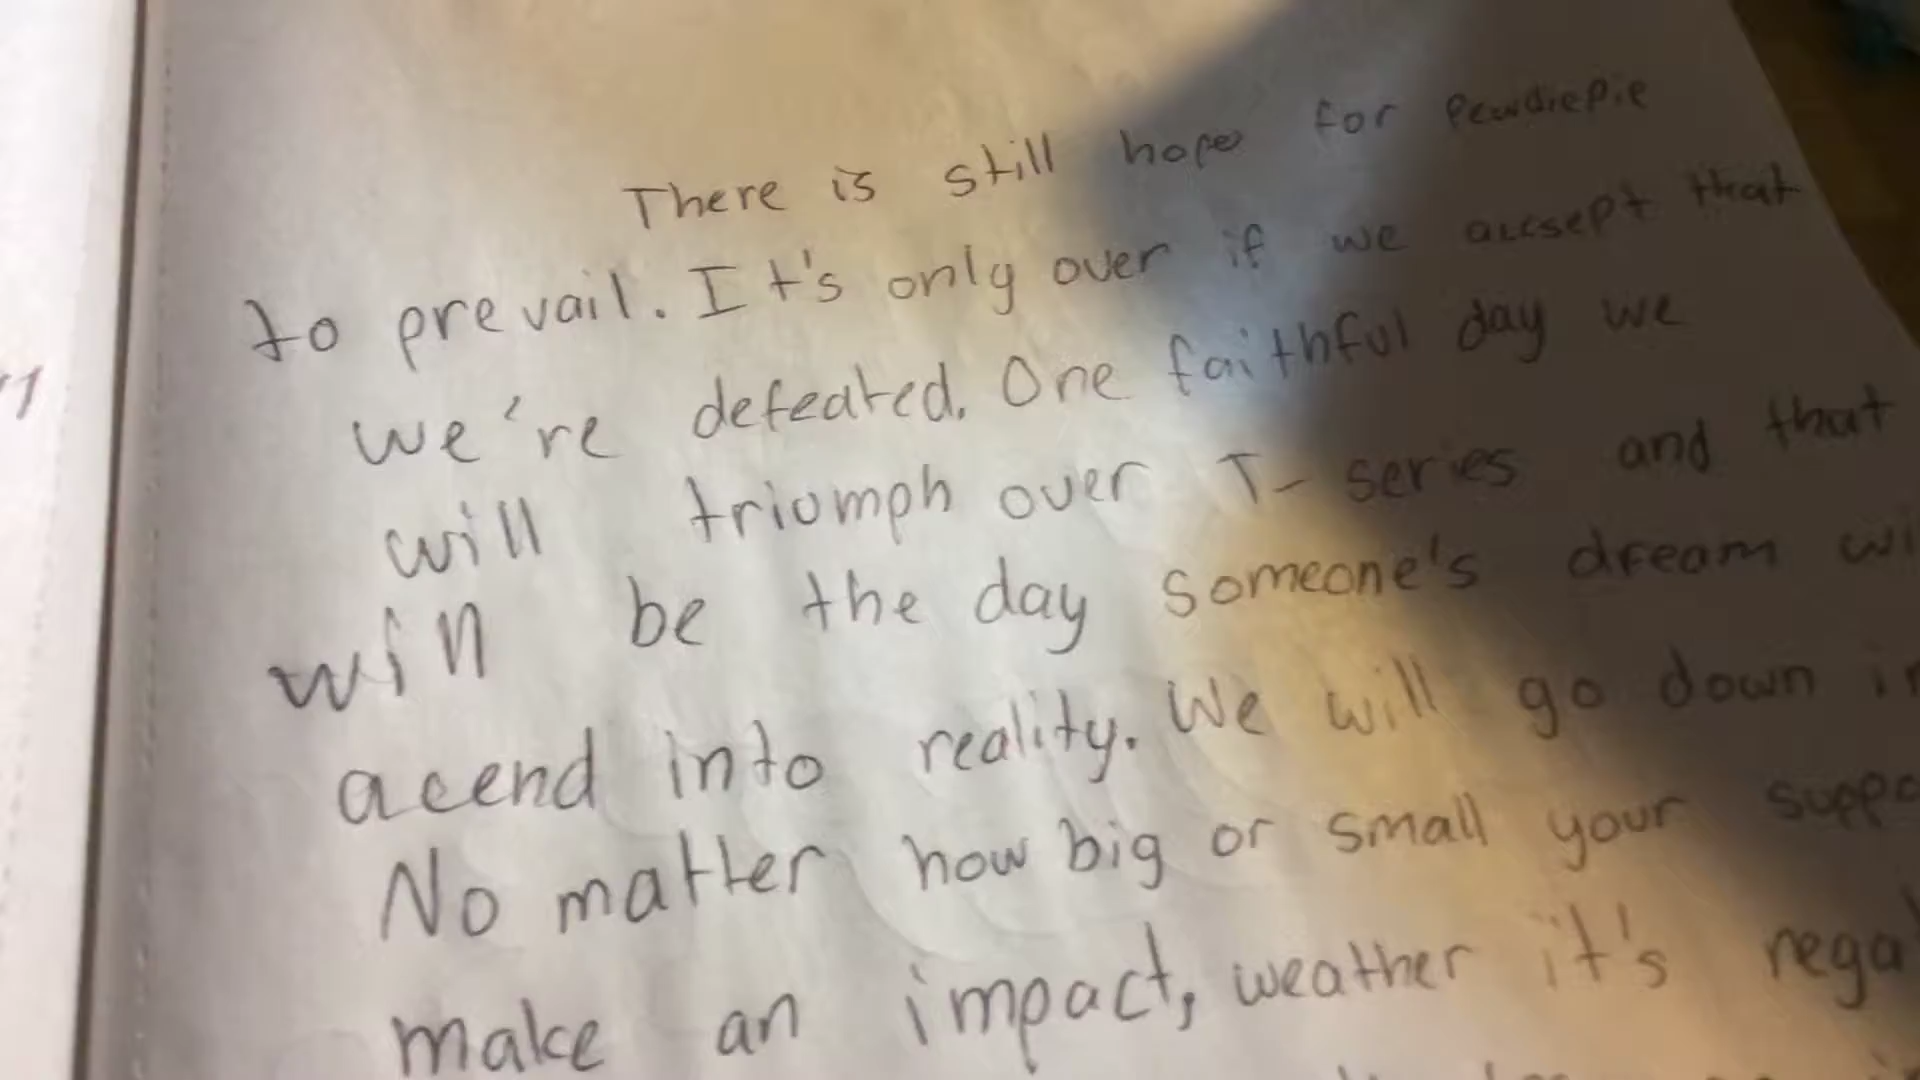 There is still hope for Pewdiepie
to prevail. It's only over if we accsept that
we're defeated. One faithful day we
will triumph over T-series and that
will be the day someone's dream
acend into reality. We will go down
No matter how big or small your
make an impact, weather it's